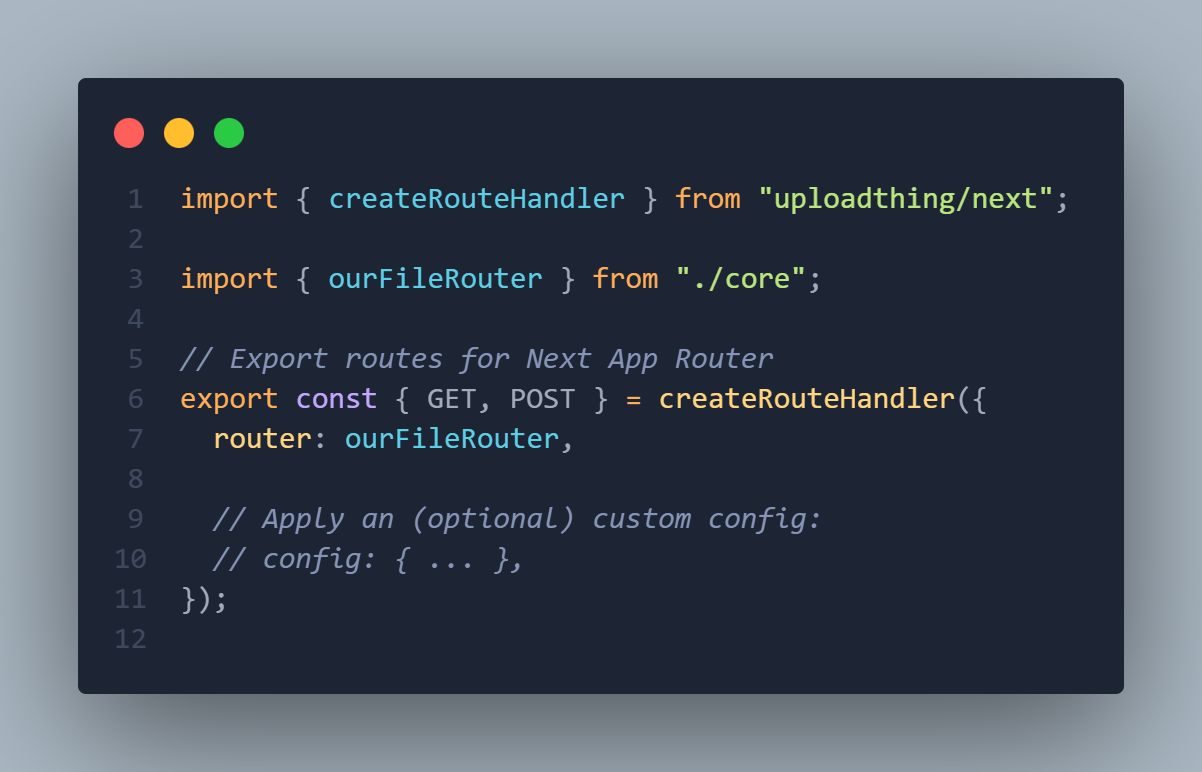 1 import { createRouteHandler } from "uploadthing/next";
2
3 import { ourFileRouter } from "./core";
4
5 // Export routes for Next App Router
6 export const { GET, POST } = createRouteHandler({
7   router: ourFileRouter,
8
9   // Apply an (optional) custom config:
10   // config: { ... },
11 });
12